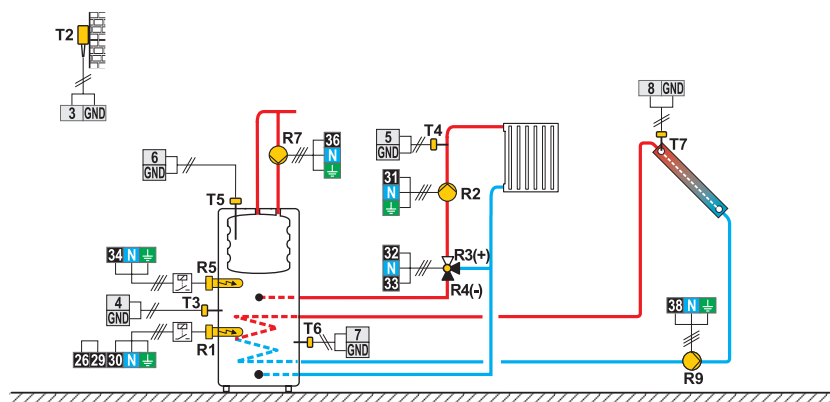 T2
3 GND
8 GND
T7
R7
36
N
5
GND
T4
6
GND
31
N
R2
T5
32
N
33
R3(+)
R4(-)
34 N
R5
4
GND
T3
T6
7
GND
R1
26 29 30 N
38 N
R9